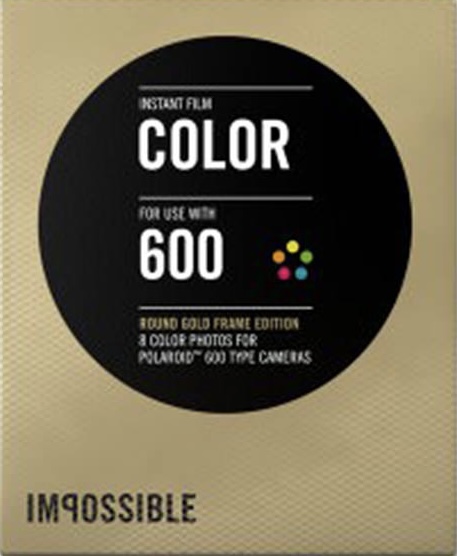 INSTANT FILM
COLOR
FOR USE WITH
600
ROUND GOLD FRAME EDITION
8 COLOR PHOTOS FOR
POLAROID™ 600 TYPE CAMERAS
IMPOSSIBLE